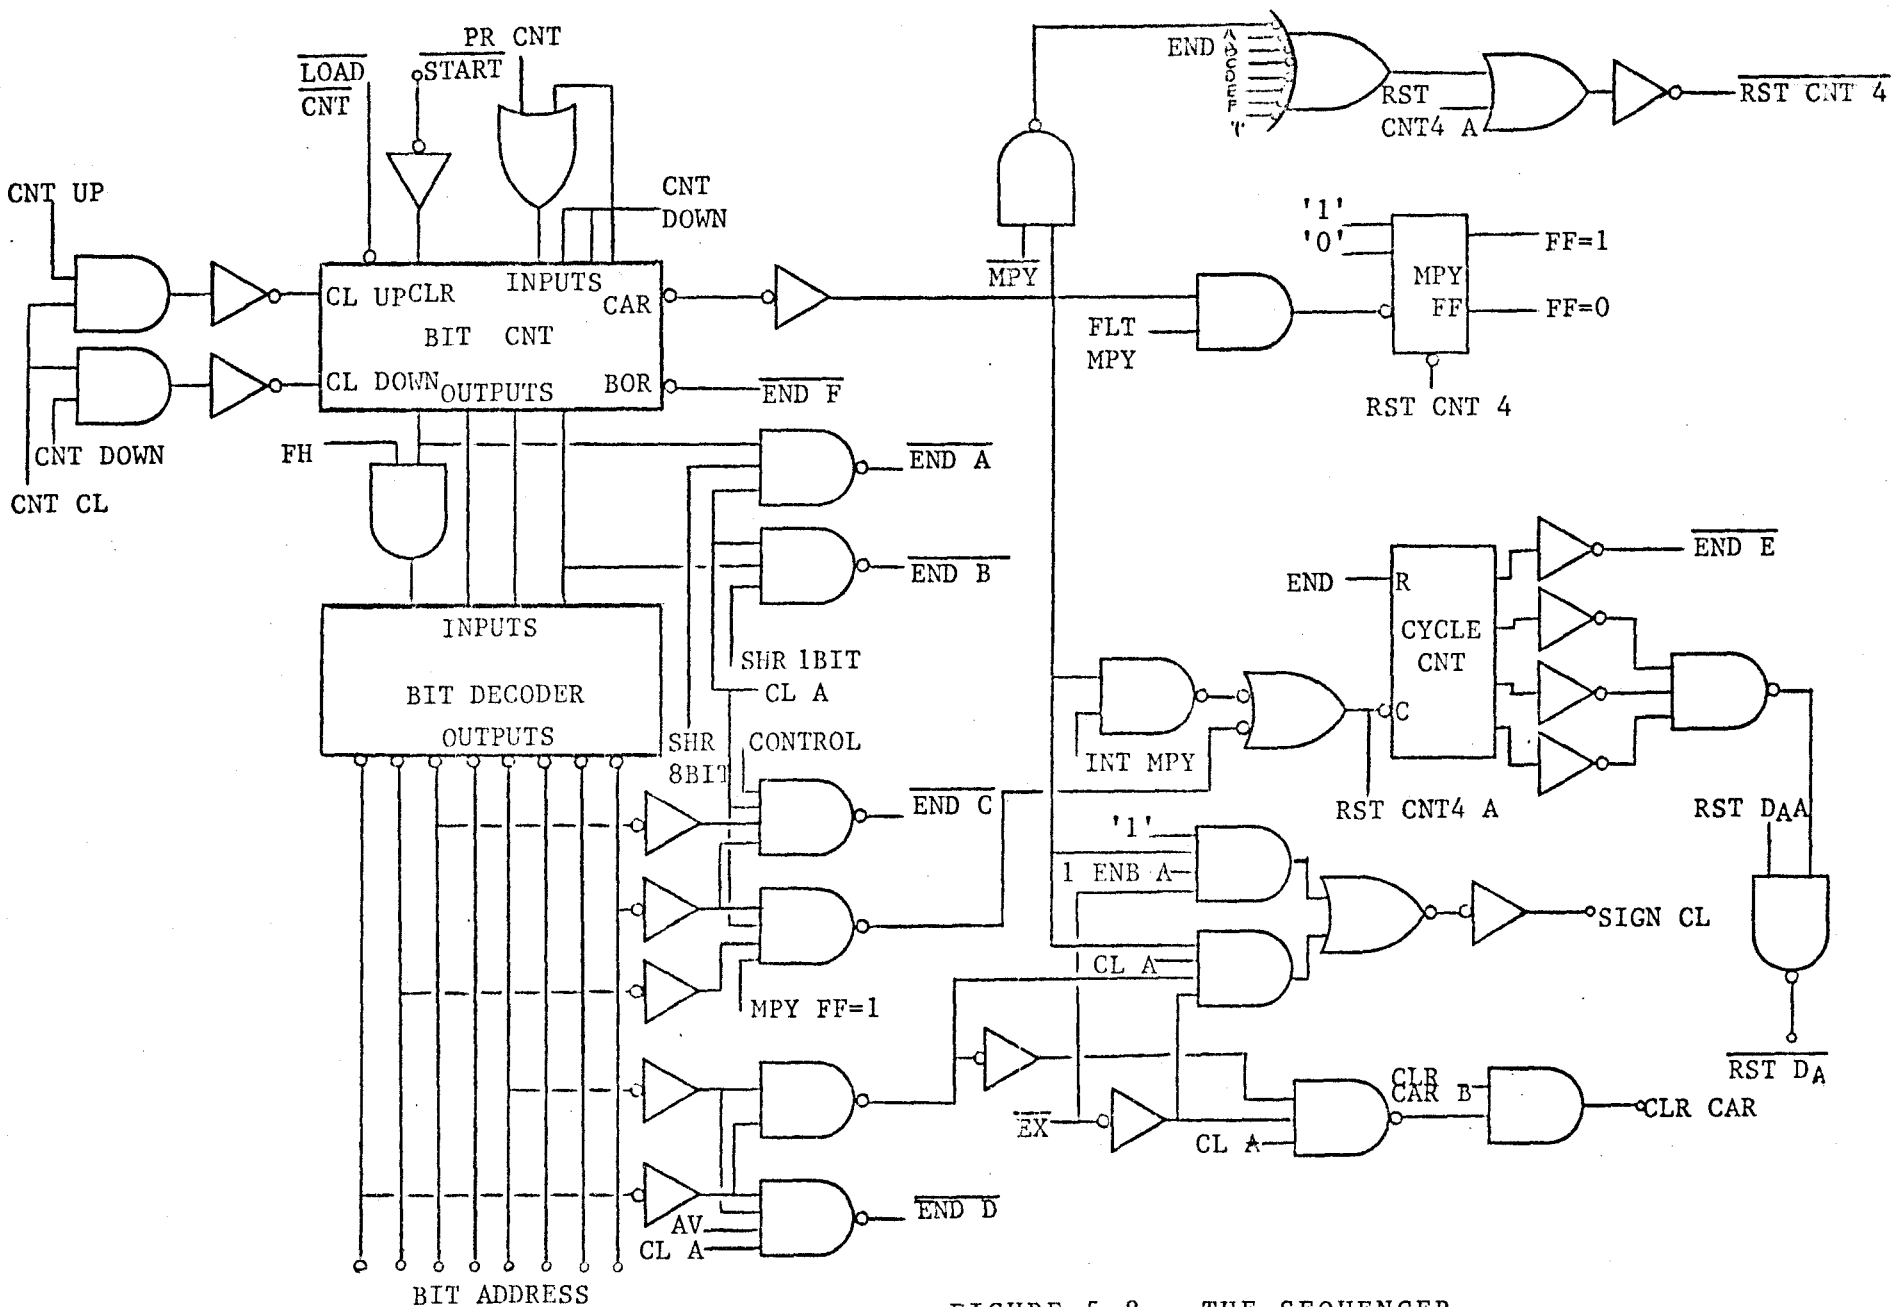 PR CNT
LOAD
START
CNT
CNT UP
CNT
DOWN
END A
B
C
D
E
F
RST
CNT4 A
RST CNT 4
'1'
'0'
MPY
FF
FF=1
FF=0
RST CNT 4
MPY
FLT
MPY
CL UP
CLR
INPUTS
CAR
BIT CNT
CL DOWN
OUTPUTS
BOR
END F
CNT DOWN
CNT CL
FH
END A
END B
SHR 1BIT
CL A
INPUTS
BIT DECODER
OUTPUTS
SHR
8BIT
CONTROL
END C
MPY FF=1
END
R
CYCLE
CNT
C
END E
INT MPY
RST CNT4 A
RST DAA
RST DA
'1'
1 ENB A
CL A
SIGN CL
EX
CL A
CLR
CAR B
CLR CAR
AV
CL A
END D
BIT ADDRESS
THE SEQUENCER